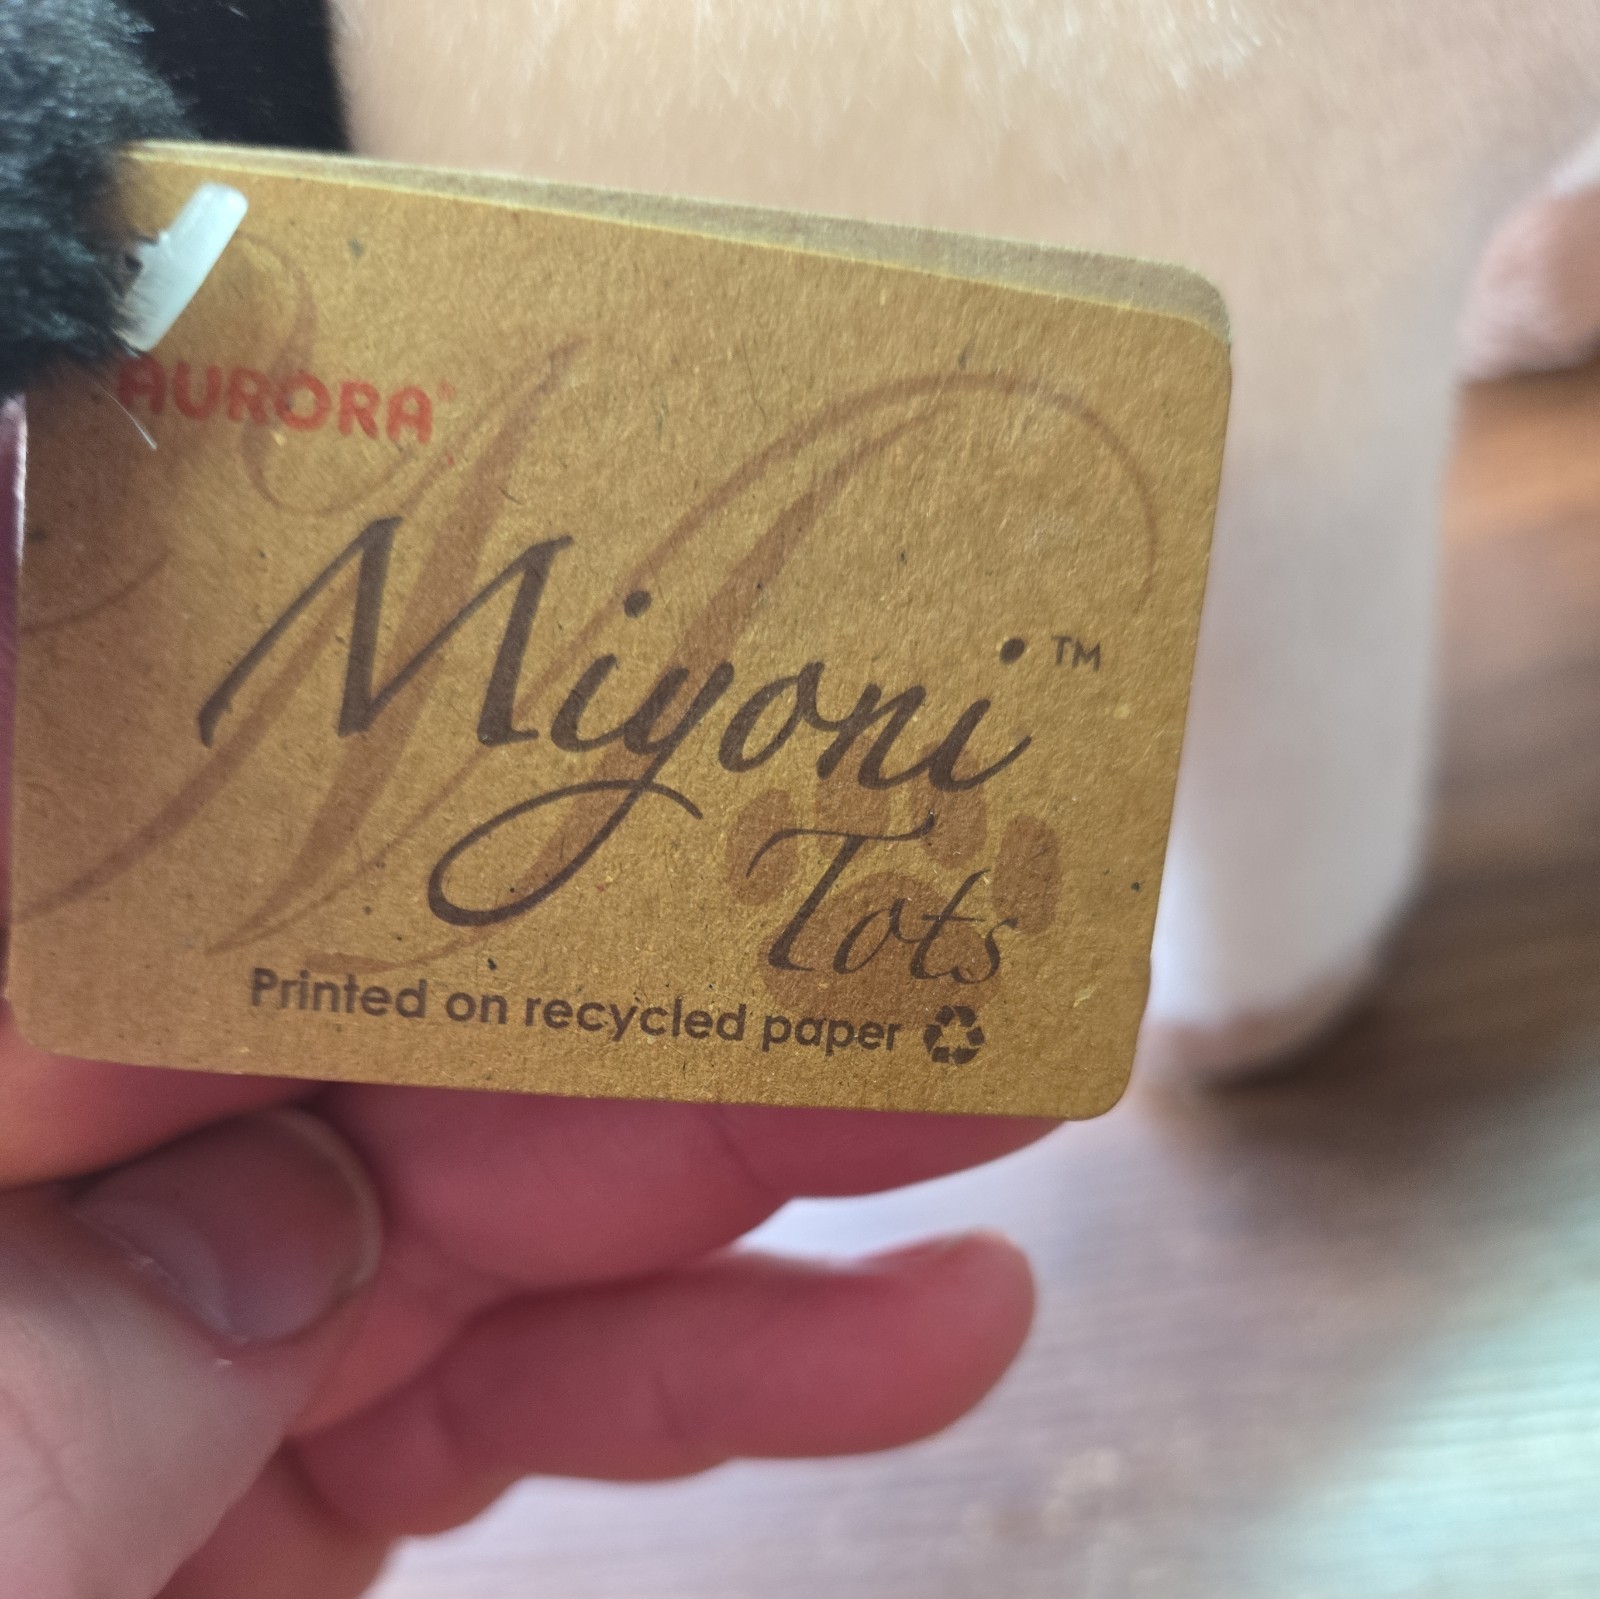 AURORA®
Miyoni™
Tots
Printed on recycled paper